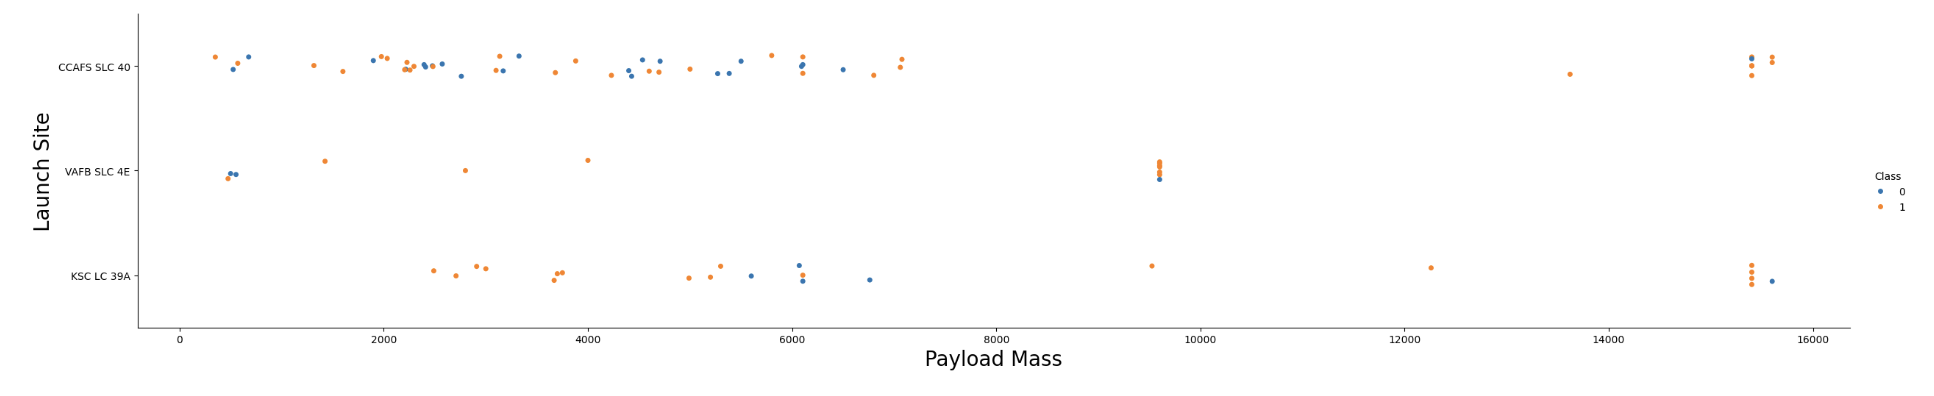 Launch Site
CCAFS SLC 40
VAFB SLC 4E
KSC LC 39A
0 2000 4000 6000 8000 10000 12000 14000 16000
Payload Mass
Class
0
1